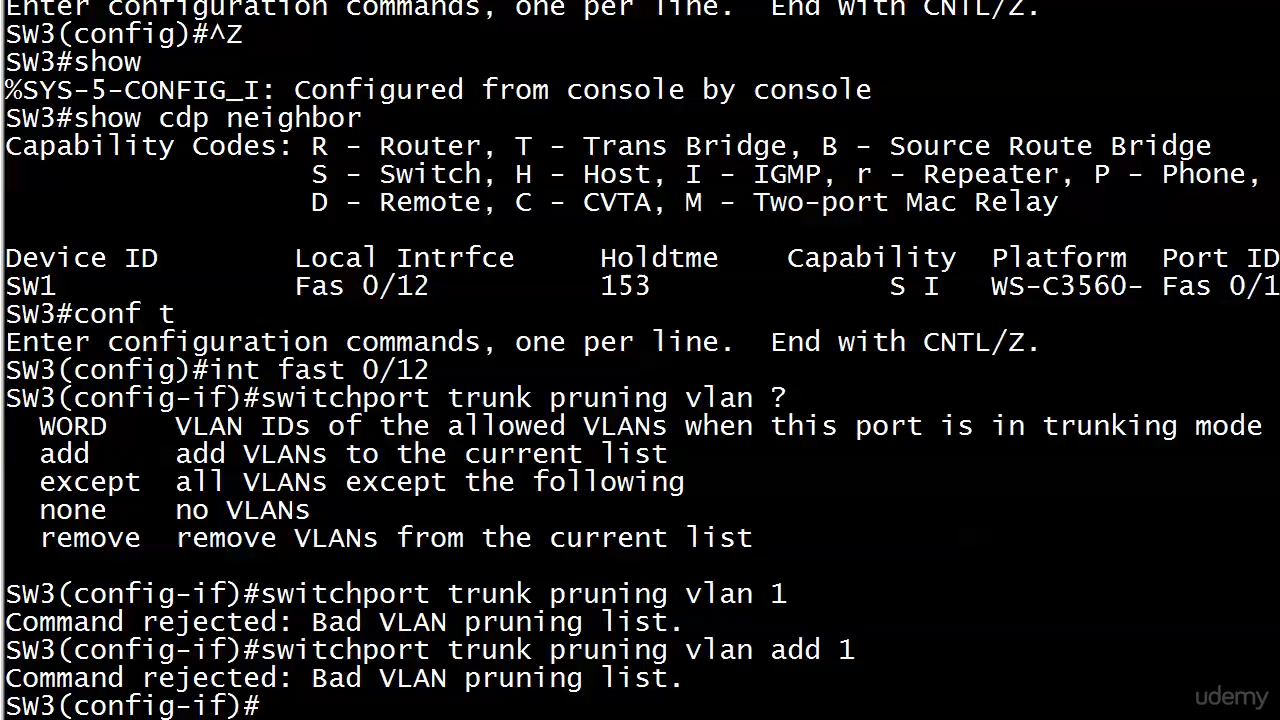 Enter configuration commands, one per line.  End with CNTL/Z.
SW3(config)#^Z
SW3#show
%SYS-5-CONFIG_I: Configured from console by console
SW3#show cdp neighbor
Capability Codes: R - Router, T - Trans Bridge, B - Source Route Bridge
                  S - Switch, H - Host, I - IGMP, r - Repeater, P - Phone,
                  D - Remote, C - CVTA, M - Two-port Mac Relay
Device ID        Local Intrfce     Holdtme    Capability  Platform  Port ID
SW1              Fas 0/12          153              S I   WS-C3560- Fas 0/1
SW3#conf t
Enter configuration commands, one per line.  End with CNTL/Z.
SW3(config)#int fast 0/12
SW3(config-if)#switchport trunk pruning vlan ?
  WORD    VLAN IDs of the allowed VLANs when this port is in trunking mode
  add     add VLANs to the current list
  except  all VLANs except the following
  none    no VLANs
  remove  remove VLANs from the current list
SW3(config-if)#switchport trunk pruning vlan 1
Command rejected: Bad VLAN pruning list.
SW3(config-if)#switchport trunk pruning vlan add 1
Command rejected: Bad VLAN pruning list.
SW3(config-if)#
udemy